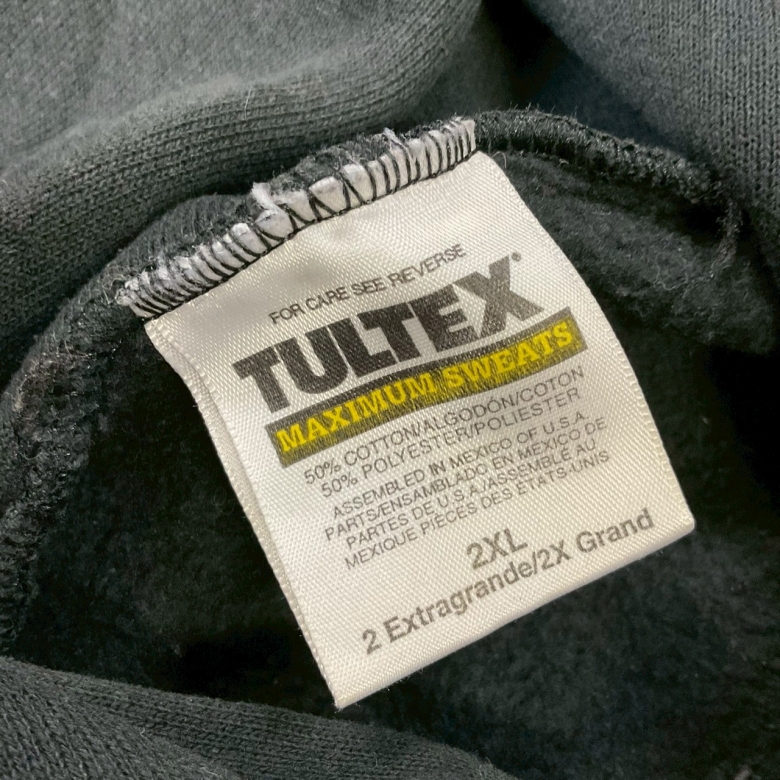 FOR CARE SEE REVERSE
TULTEX®
MAXIMUM SWEATS
50% COTTON/ALGODÓN/COTON
50% POLYESTER/POLIESTER
ASSEMBLED IN MEXICO OF U.S.A.
PARTS/ENSAMBLADO EN MEXICO DE
PARTES DE U.S.A./ASSEMBLÉ AU
MEXIQUE PIÈCES DES ÉTATS-UNIS
2XL
2 Extragrande/2X Grand